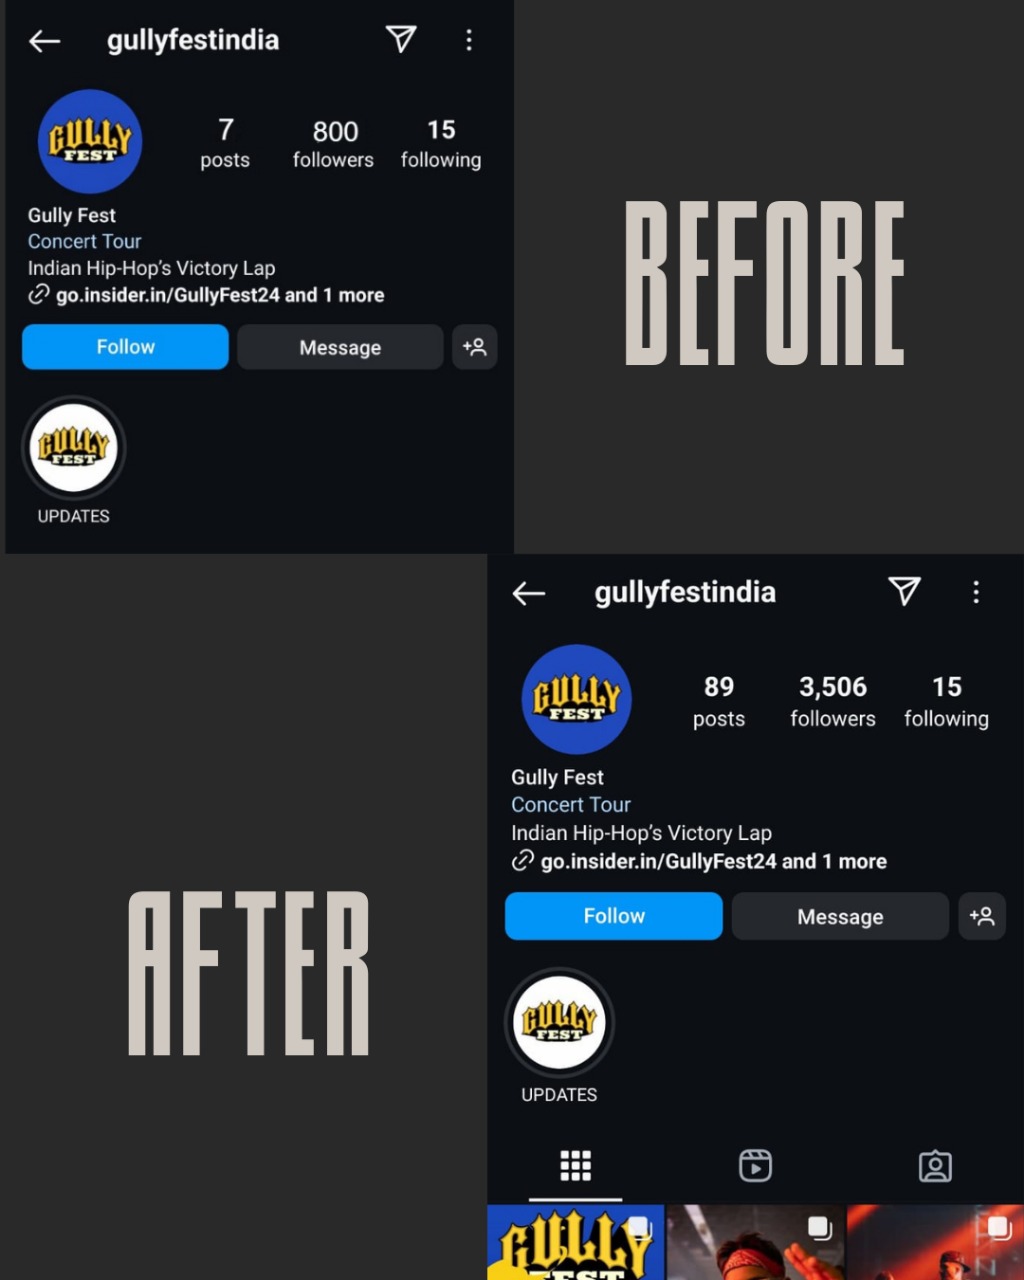 gullyfestindia
GULLY
FEST
7 800 15
posts followers following
Gully Fest
Concert Tour
Indian Hip-Hop’s Victory Lap
go.insider.in/GullyFest24 and 1 more
Follow Message
GULLY
FEST
UPDATES
BEFORE
AFTER
gullyfestindia
GULLY
FEST
89 3,506 15
posts followers following
Gully Fest
Concert Tour
Indian Hip-Hop’s Victory Lap
go.insider.in/GullyFest24 and 1 more
Follow Message
GULLY
FEST
UPDATES
GULLY
FEST